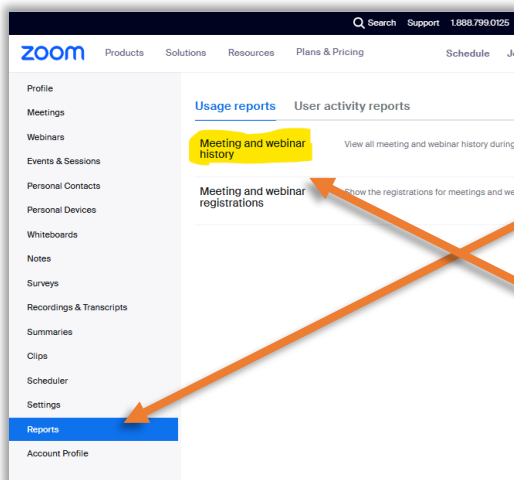 Search Support 1.888.799.0125
zoom Products Solutions Resources Plans & Pricing Schedule
Profile
Meetings
Webinars
Events & Sessions
Personal Contacts
Personal Devices
Whiteboards
Notes
Surveys
Recordings & Transcripts
Summaries
Clips
Scheduler
Settings
Reports
Account Profile
Usage reports User activity reports
Meeting and webinar
history
View all meeting and webinar history during
Meeting and webinar
registrations
Show the registrations for meetings and we